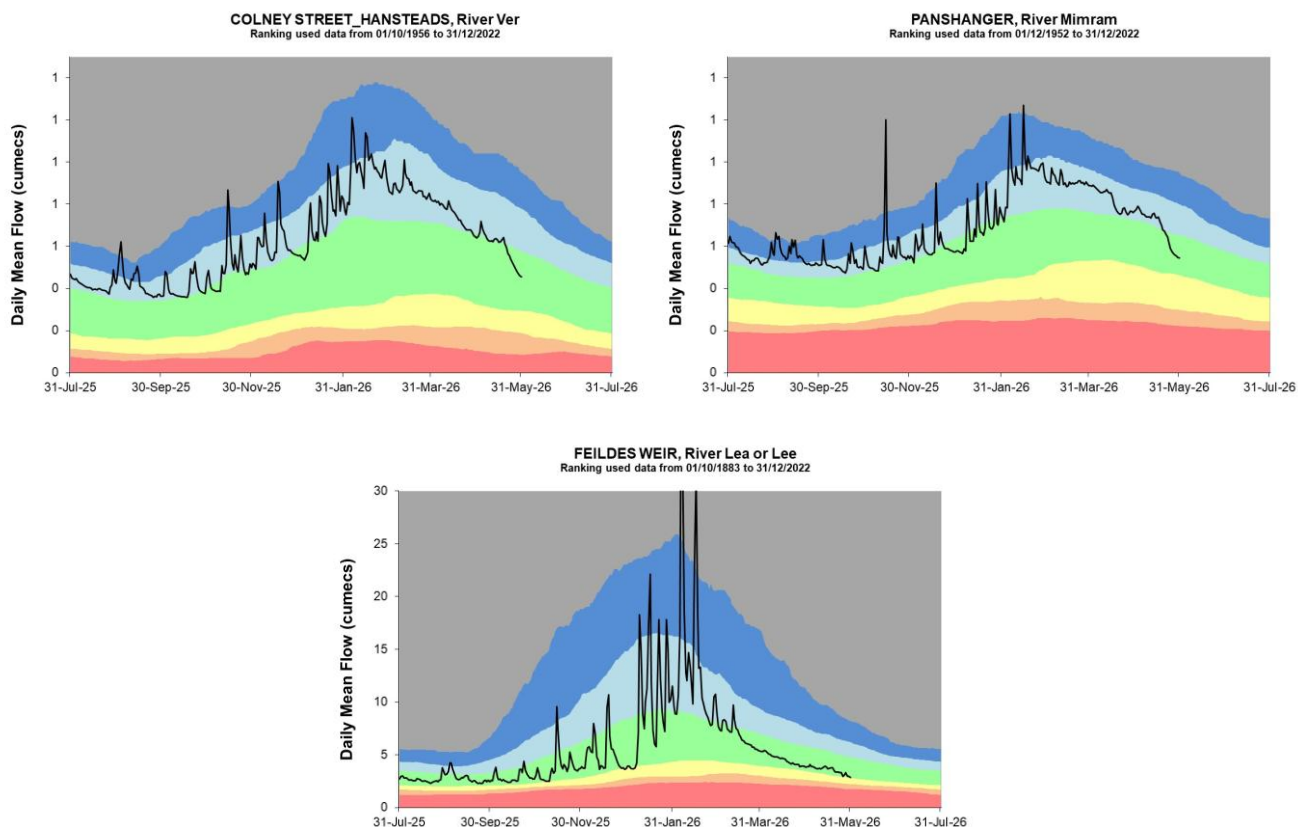 COLNEY STREET_HANSTEADS, River Ver
Ranking used data from 01/10/1956 to 31/12/2022
Daily Mean Flow (cumecs)
1
1
1
1
1
0
0
0
31-Jul-25 30-Sep-25 30-Nov-25 31-Jan-26 31-Mar-26 31-May-26 31-Jul-26
PANSHANGER, River Mimram
Ranking used data from 01/12/1952 to 31/12/2022
Daily Mean Flow (cumecs)
1
1
1
1
1
0
0
0
31-Jul-25 30-Sep-25 30-Nov-25 31-Jan-26 31-Mar-26 31-May-26 31-Jul-26
FEILDES WEIR, River Lea or Lee
Ranking used data from 01/10/1883 to 31/12/2022
Daily Mean Flow (cumecs)
30
25
20
15
10
5
0
31-Jul-25 30-Sep-25 30-Nov-25 31-Jan-26 31-Mar-26 31-May-26 31-Jul-26